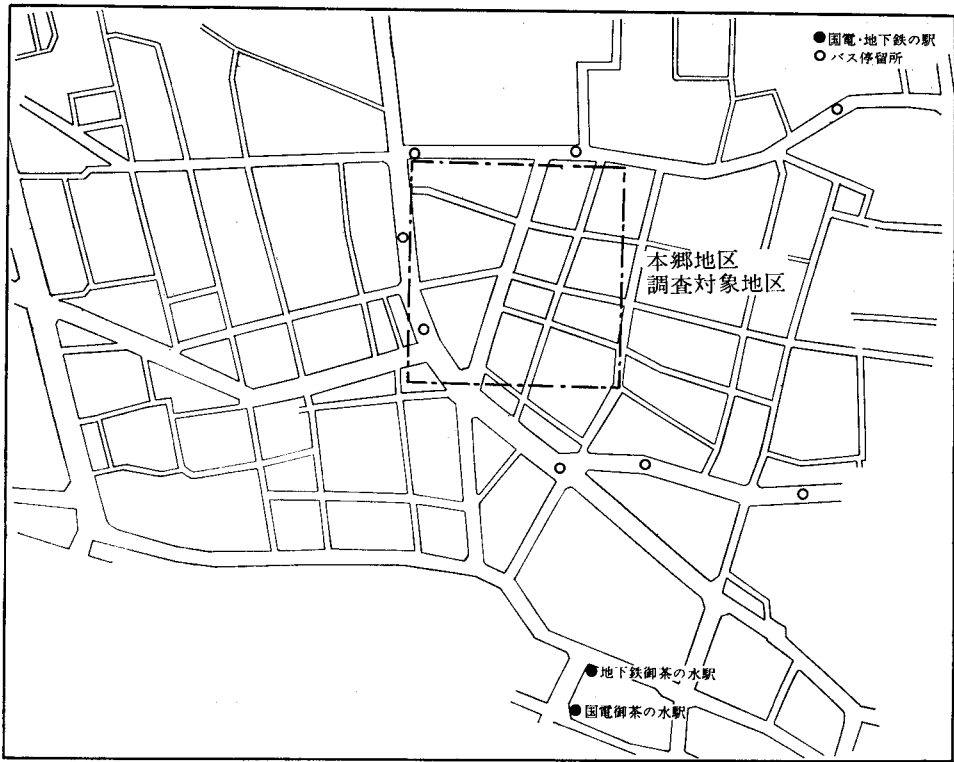 ●国電・地下鉄の駅
○バス停留所
本郷地区
調査対象地区
●地下鉄御茶の水駅
●国電御茶の水駅